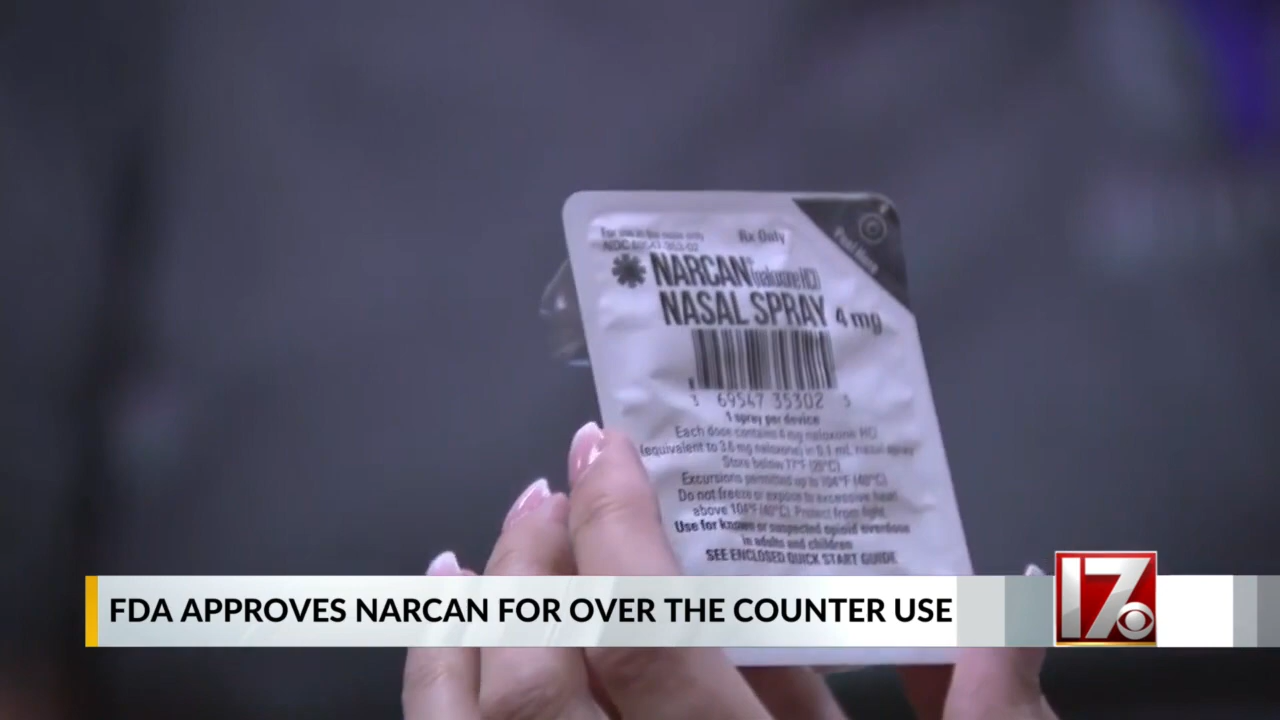 For use in the nose only
Rx Only
Peel Here
NARCAN (naloxone HCl)
NASAL SPRAY 4 mg
3 69547 35302 3
1 spray per device
Each dose contains 4 mg naloxone HCl
(equivalent to 3.6 mg naloxone) in 0.1 mL nasal spray
Store below 77°F (25°C)
Excursions permitted up to 104°F (40°C)
Do not freeze or expose to excessive heat
above 104°F (40°C). Protect from light.
Use for known or suspected opioid overdose
in adults and children
SEE ENCLOSED QUICK START GUIDE
FDA APPROVES NARCAN FOR OVER THE COUNTER USE
17